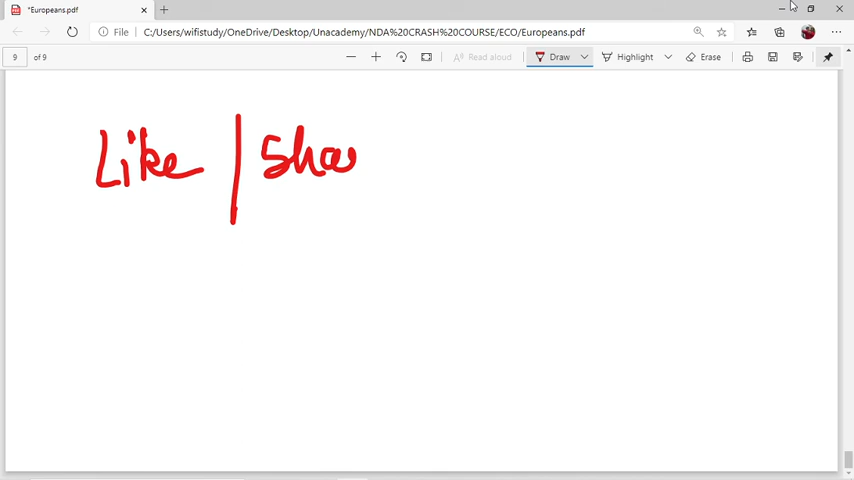 *Europeans.pdf
File C:/Users/wifistudy/OneDrive/Desktop/Unacademy/NDA%20CRASH%20COURSE/ECO/Europeans.pdf
9 of 9 Read aloud Draw Highlight Erase
Like | Sha